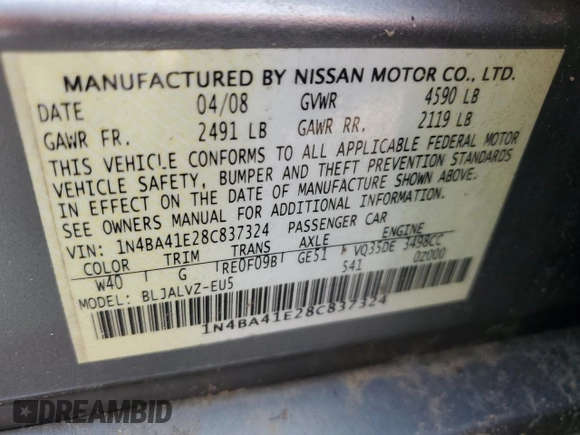 MANUFACTURED BY NISSAN MOTOR CO., LTD.
DATE 04/08 GVWR 4590 LB
GAWR FR. 2491 LB GAWR RR. 2119 LB
THIS VEHICLE CONFORMS TO ALL APPLICABLE FEDERAL MOTOR
VEHICLE SAFETY, BUMPER AND THEFT PREVENTION STANDARDS
IN EFFECT ON THE DATE OF MANUFACTURE SHOWN ABOVE.
SEE OWNERS MANUAL FOR ADDITIONAL INFORMATION.
VIN: 1N4BA41E28C837324 PASSENGER CAR
COLOR TRIM TRANS AXLE ENGINE
W40 G RE0F09B GE51 VQ35DE 3498CC
541 02000
MODEL: BLJALVZ-EU5
1N4BA41E28C837324
DREAMBID